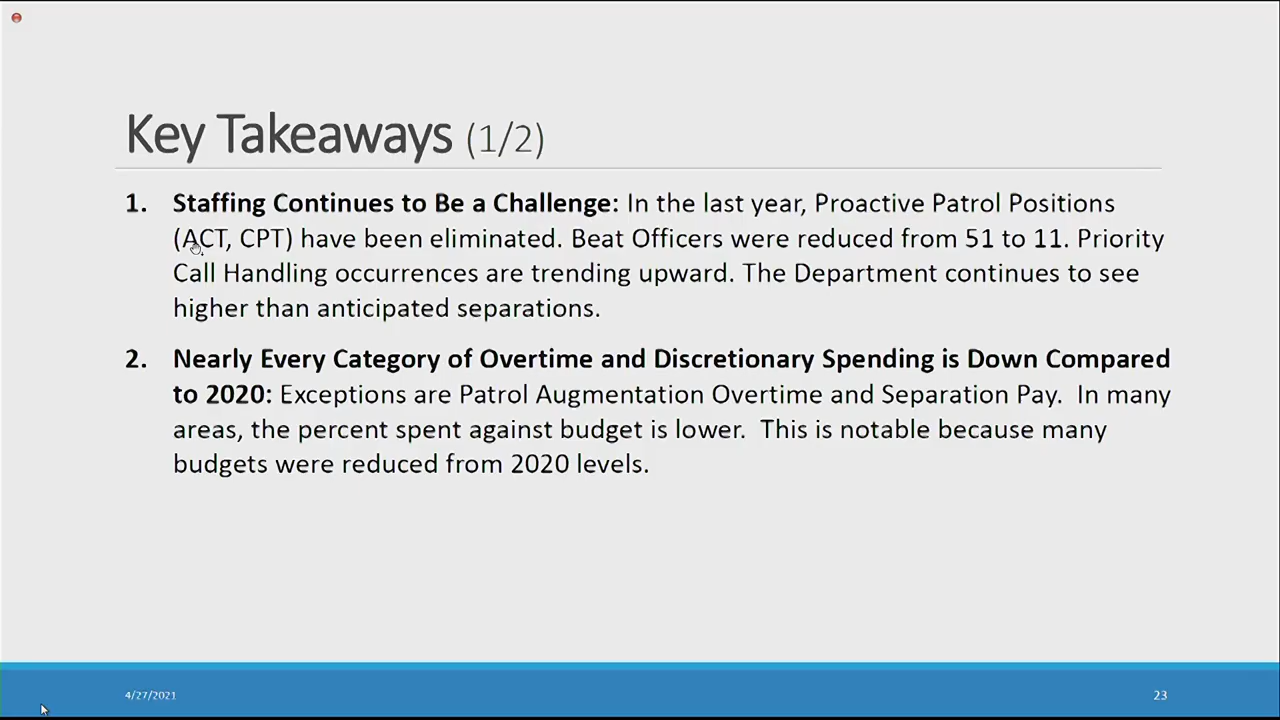 Key Takeaways (1/2)
1. Staffing Continues to Be a Challenge: In the last year, Proactive Patrol Positions
(ACT, CPT) have been eliminated. Beat Officers were reduced from 51 to 11. Priority
Call Handling occurrences are trending upward. The Department continues to see
higher than anticipated separations.
2. Nearly Every Category of Overtime and Discretionary Spending is Down Compared
to 2020: Exceptions are Patrol Augmentation Overtime and Separation Pay. In many
areas, the percent spent against budget is lower. This is notable because many
budgets were reduced from 2020 levels.
4/27/2021
23